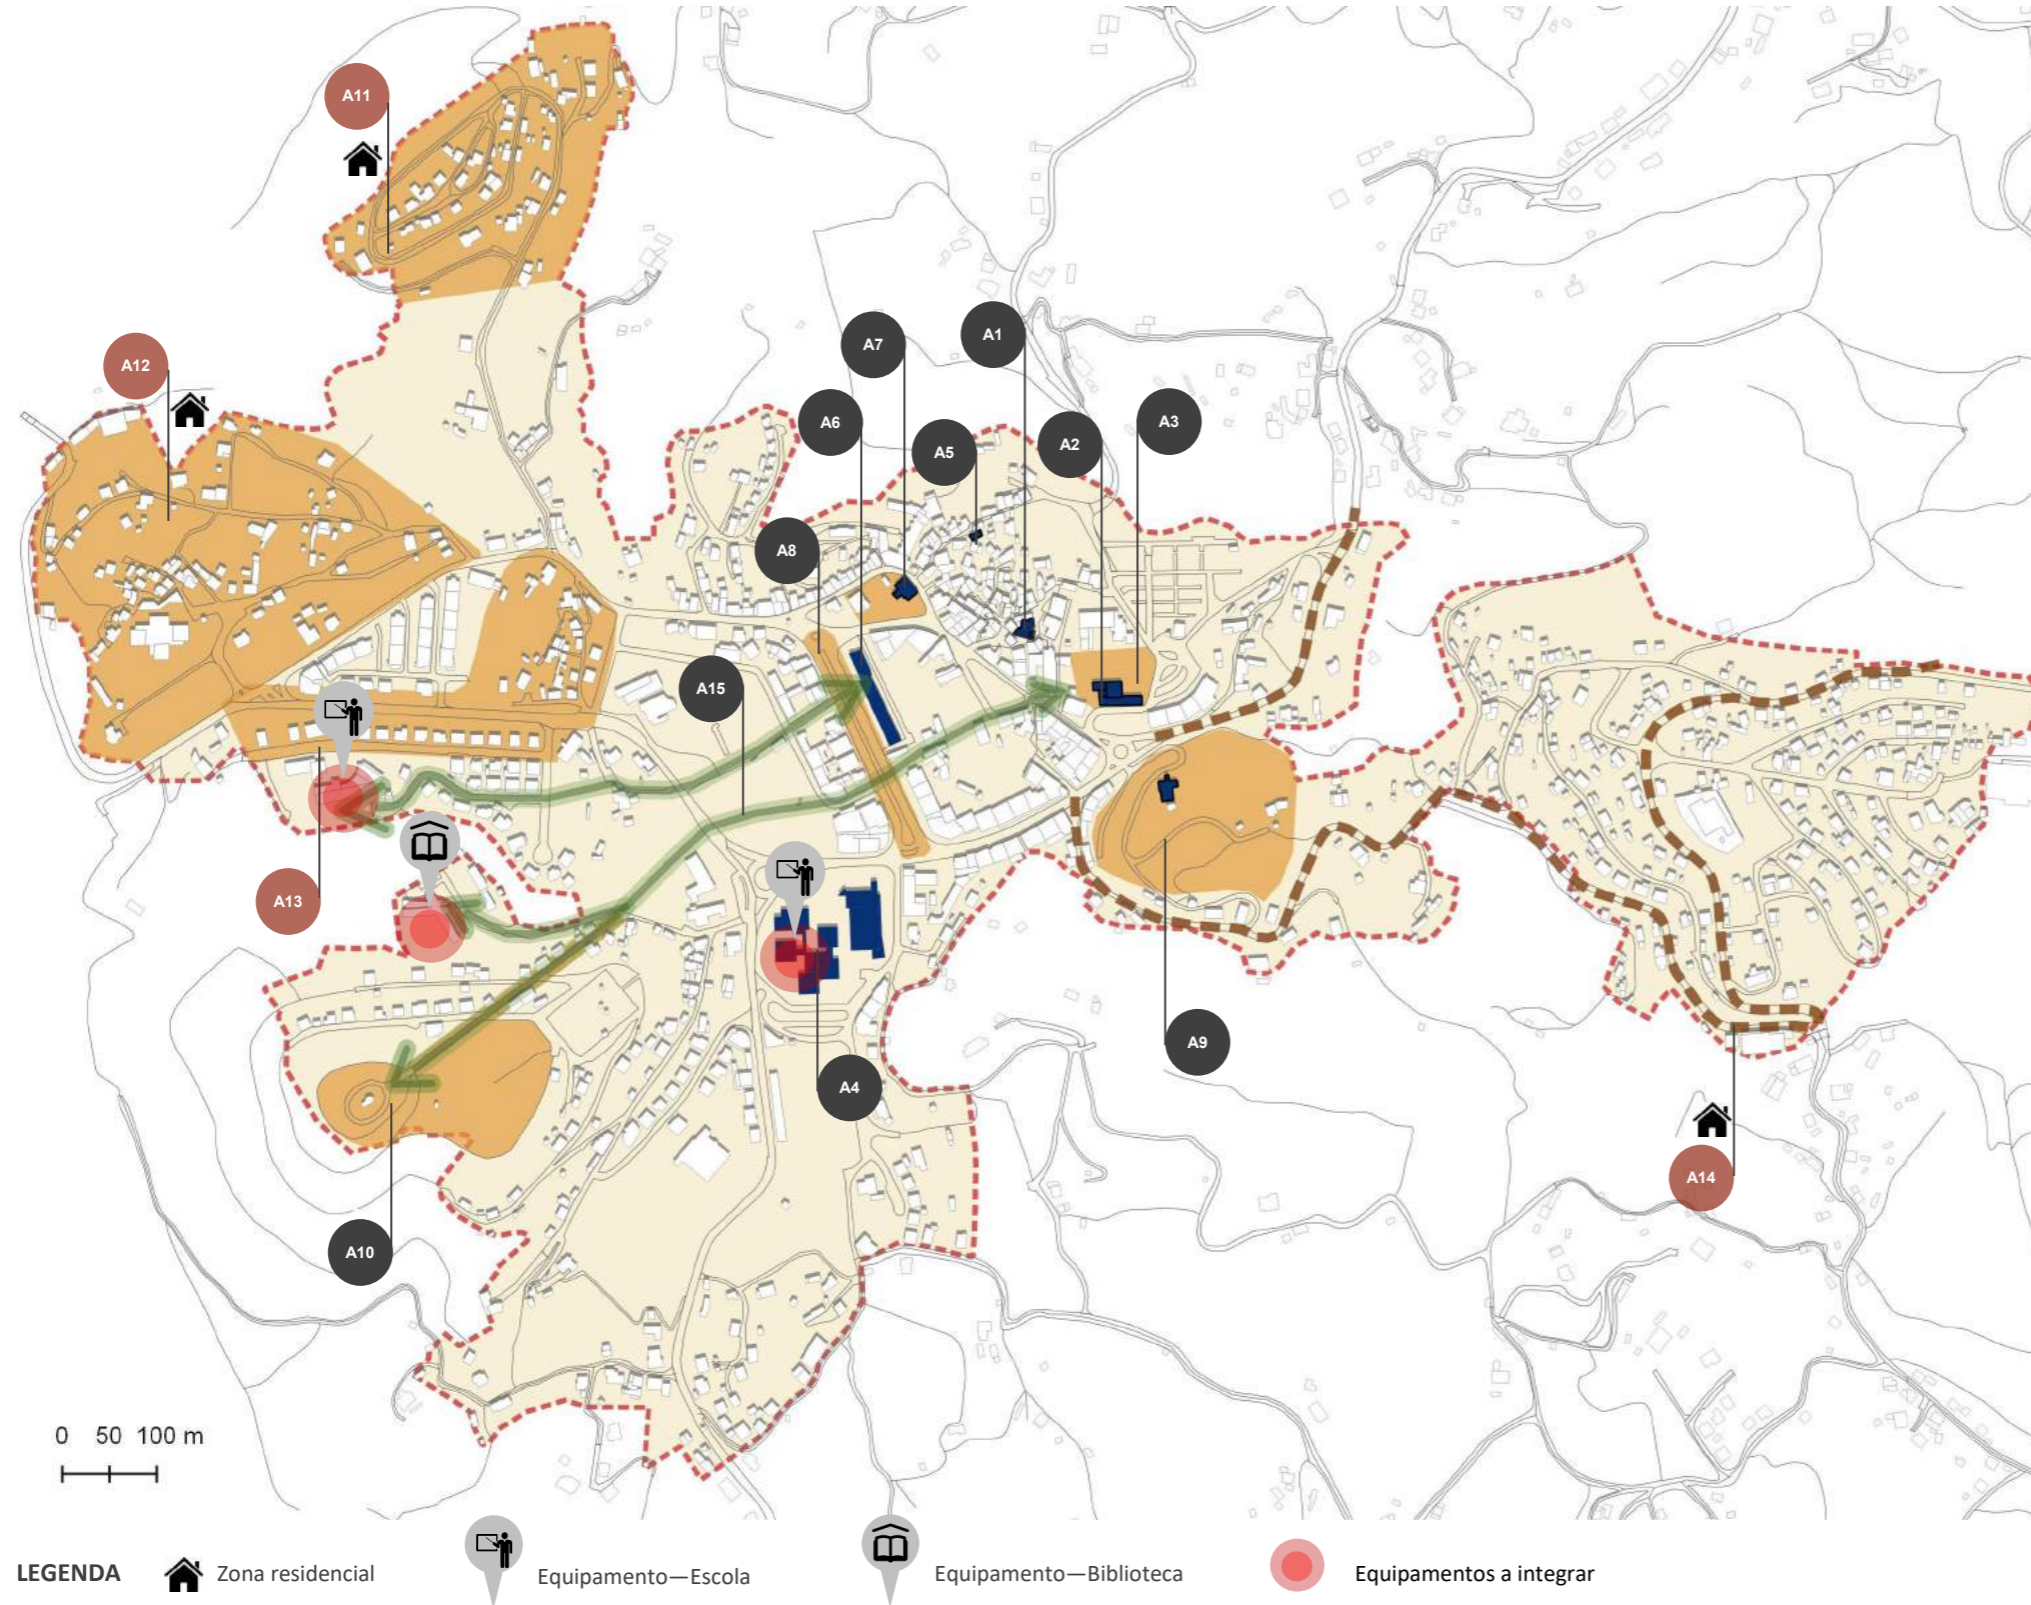 A11
A12
A7
A1
A6
A5
A2
A3
A8
A15
A13
A9
A4
A14
A10
0 50 100 m
LEGENDA Zona residencial Equipamento—Escola Equipamento—Biblioteca Equipamentos a integrar